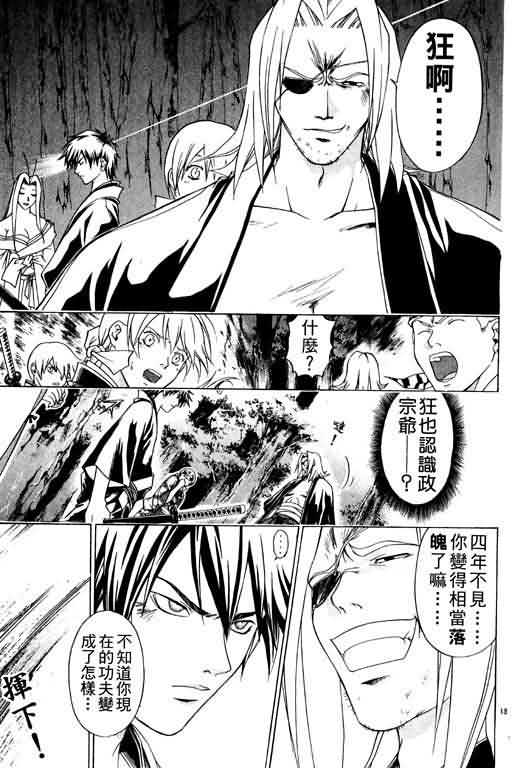 狂啊……
什麼？
狂也認識政
宗爺——？
！
四年不見……
你變得相當落
魄了嘛……
…
不知道你現
在的功夫變
成了怎樣…
揮下！
18